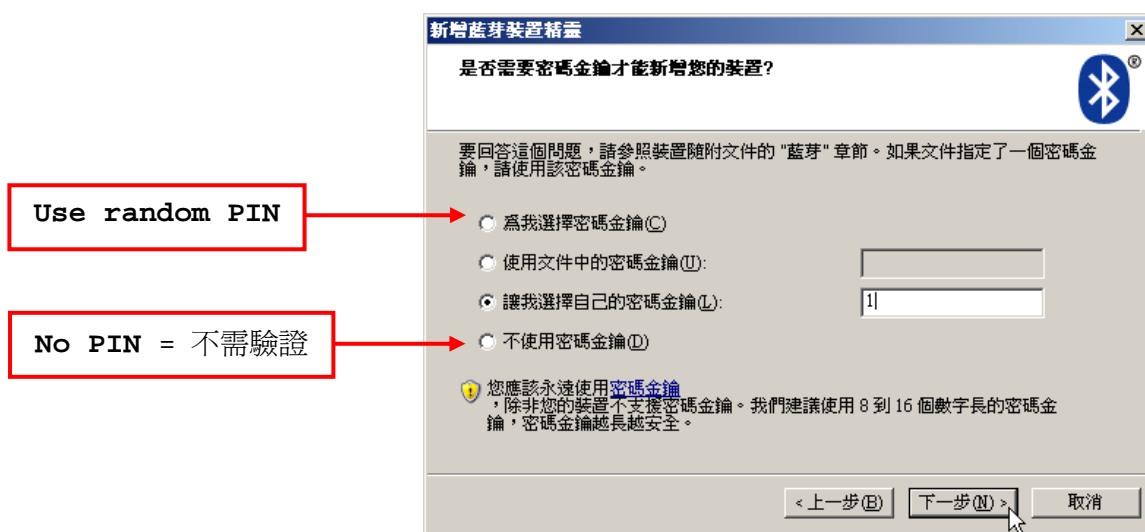 新增藍芽裝置精靈
是否需要密碼金鑰才能新增您的裝置?
®
要回答這個問題,請參照裝置隨附文件的 "藍芽" 章節。如果文件指定了一個密碼金
鑰,請使用該密碼金鑰。
Use random PIN
為我選擇密碼金鑰(C)
使用文件中的密碼金鑰(U):
讓我選擇自己的密碼金鑰(L):
1
No PIN = 不需驗證
不使用密碼金鑰(D)
您應該永遠使用密碼金鑰
,除非您的裝置不支援密碼金鑰。我們建議使用 8 到 16 個數字長的密碼金
鑰,密碼金鑰越長越安全。
< 上一步(B)
下一步(N) >
取消